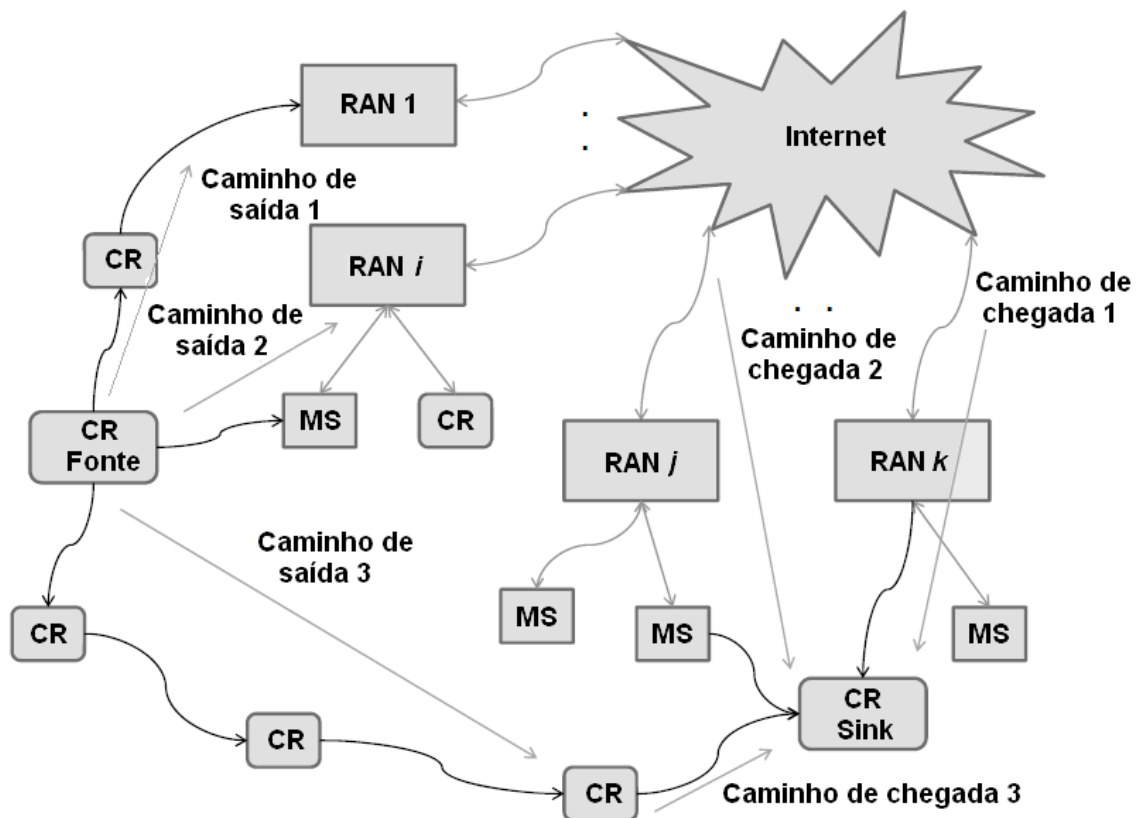 RAN 1
Internet
Caminho de
saída 1
CR
RAN i
Caminho de
saída 2
Caminho de
chegada 1
Caminho de
chegada 2
MS
CR
CR
Fonte
RAN j
RAN k
Caminho de
saída 3
MS
MS
MS
CR
CR
Sink
CR
CR
Caminho de chegada 3